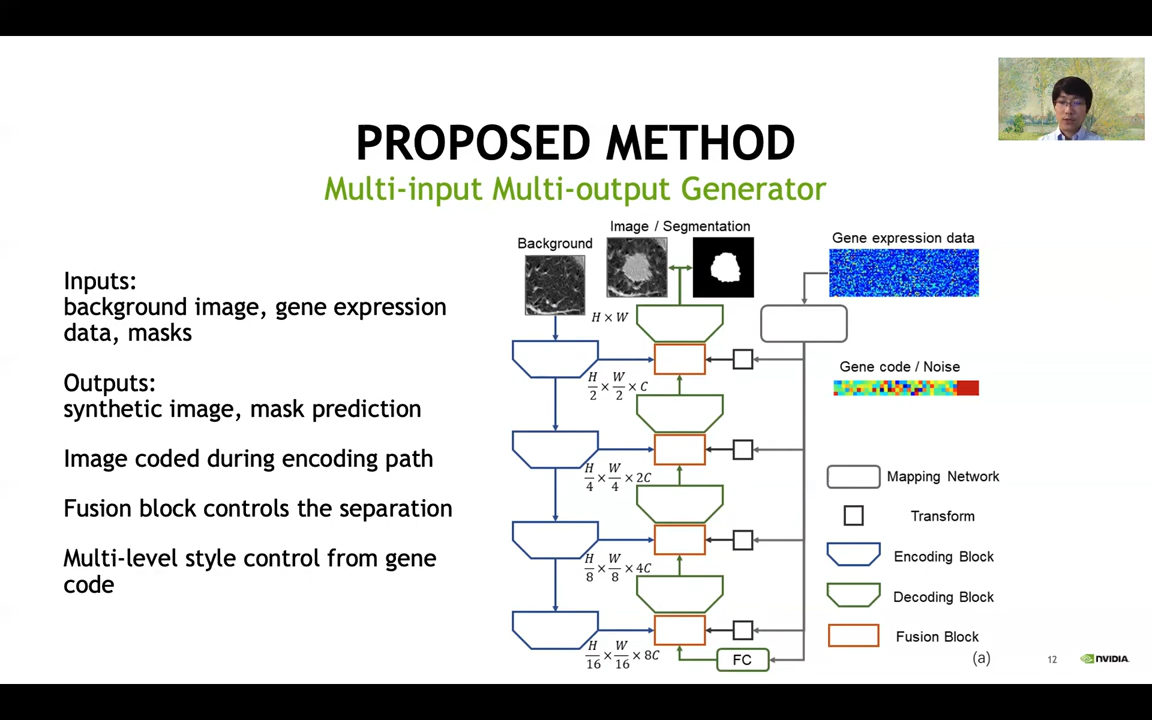 PROPOSED METHOD
Multi-input Multi-output Generator
Inputs:
background image, gene expression
data, masks
Outputs:
synthetic image, mask prediction
Image coded during encoding path
Fusion block controls the separation
Multi-level style control from gene
code
Image / Segmentation
Background
Gene expression data
H × W
H/2 × W/2 × C
Gene code / Noise
H/4 × W/4 × 2C
Mapping Network
Transform
H/8 × W/8 × 4C
Encoding Block
Decoding Block
Fusion Block
H/16 × W/16 × 8C
FC
(a)
12
NVIDIA.